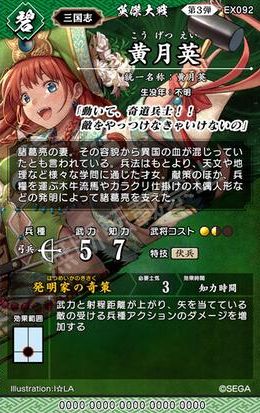 碧
三国志
英傑大戦
第3弾
EX092
こう げつ えい
黄月英
統一名称：黄月英
生没年：不明
「動いて、奇道兵士！！
敵をやっつけなきゃいけないの」
諸葛亮の妻。その容貌から異国の血が混じってい
たとも言われている。兵法はもとより、天文や地
理など様々な学問に通じた才女。献策のほか、兵
糧を運ぶ木牛流馬やカラクリ仕掛けの木偶人形な
どの発明によって諸葛亮を支えた。
兵種
武力
知力
武将コスト
弓兵
5
7
特技
伏兵
はつめいかのきさく
発明家の奇策
必要士気
3
効果時間
知力時間
効果範囲
武力と射程距離が上がり、矢を当てている
敵の受ける兵種アクションのダメージを増
加する
Illustration:I☆LA
©SEGA
0000-0000-0000-0000-0000